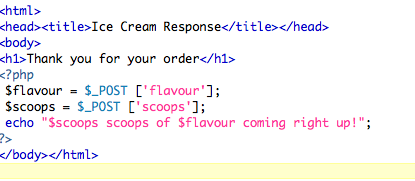 <html>
<head><title>Ice Cream Response</title></head>
<body>
<h1>Thank you for your order</h1>
<?php
$flavour = $_POST ['flavour'];
$scoops = $_POST ['scoops'];
echo "$scoops scoops of $flavour coming right up!";
?>
</body></html>